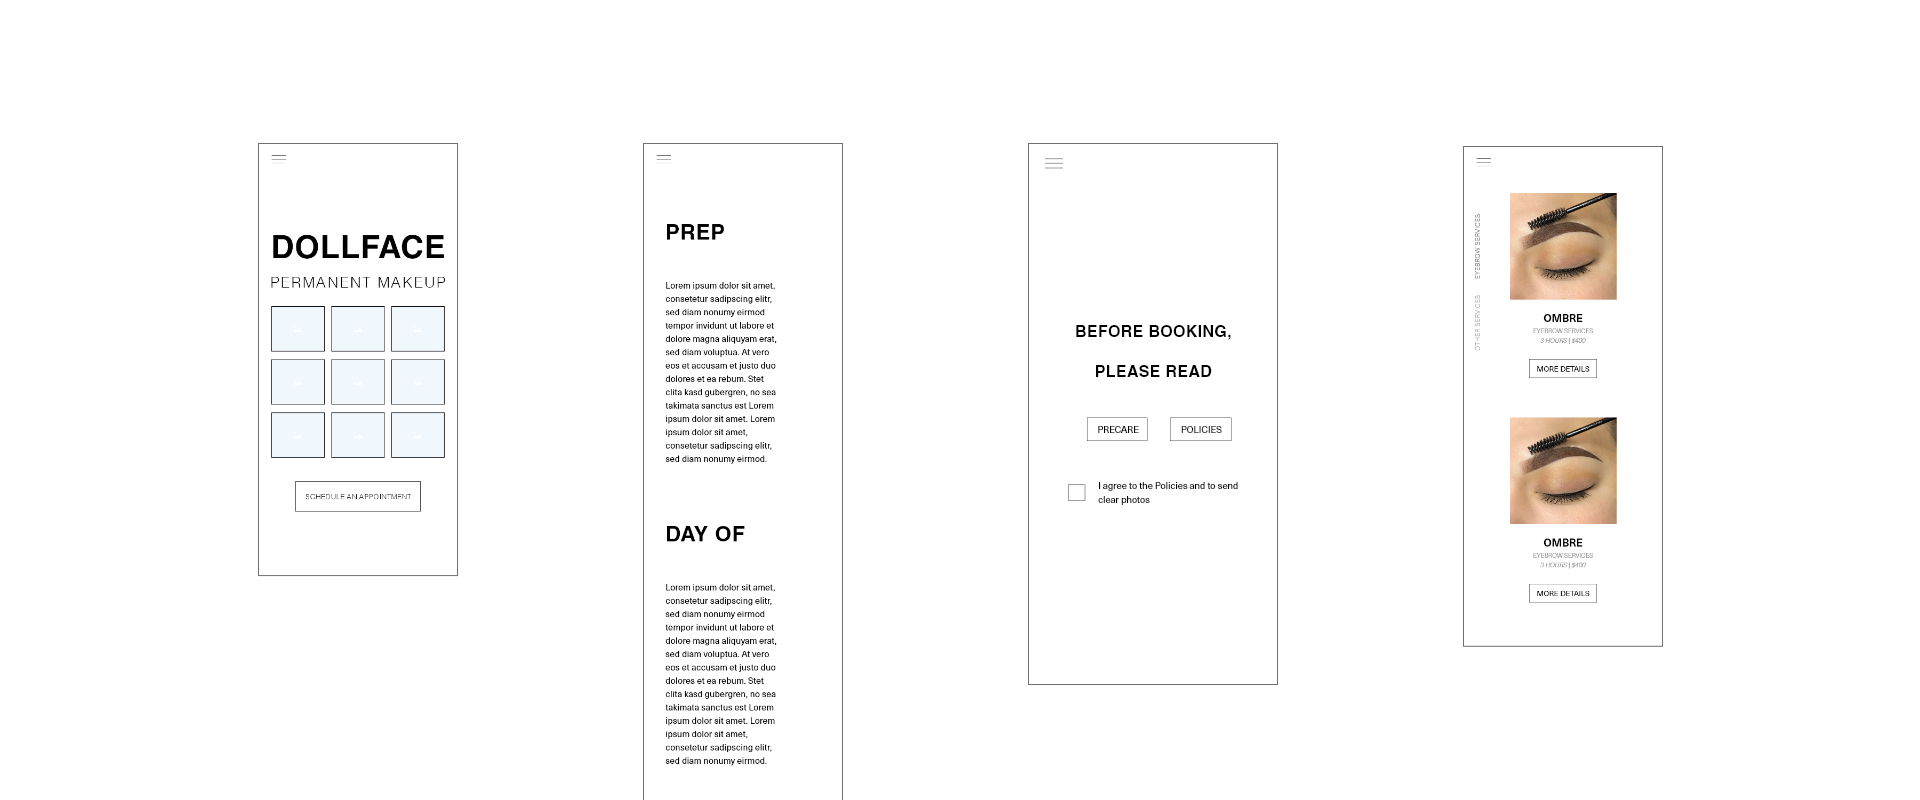 DOLLFACE
PERMANENT MAKEUP
SCHEDULE AN APPOINTMENT
PREP
Lorem ipsum dolor sit amet,
consetetur sadipscing elitr,
sed diam nonumy eirmod
tempor invidunt ut labore et
dolore magna aliquyam erat,
sed diam voluptua. At vero
eos et accusam et justo duo
dolores et ea rebum. Stet
clita kasd gubergren, no sea
takimata sanctus est Lorem
ipsum dolor sit amet. Lorem
ipsum dolor sit amet,
consetetur sadipscing elitr,
sed diam nonumy eirmod.
DAY OF
Lorem ipsum dolor sit amet,
consetetur sadipscing elitr,
sed diam nonumy eirmod
tempor invidunt ut labore et
dolore magna aliquyam erat,
sed diam voluptua. At vero
eos et accusam et justo duo
dolores et ea rebum. Stet
clita kasd gubergren, no sea
takimata sanctus est Lorem
ipsum dolor sit amet. Lorem
ipsum dolor sit amet,
consetetur sadipscing elitr,
sed diam nonumy eirmod.
BEFORE BOOKING,
PLEASE READ
PRECARE
POLICIES
I agree to the Policies and to send
clear photos
EYEBROW SERVICES
OTHER SERVICES
OMBRE
EYEBROW SERVICES
3 HOURS | $400
MORE DETAILS
OMBRE
EYEBROW SERVICES
3 HOURS | $400
MORE DETAILS